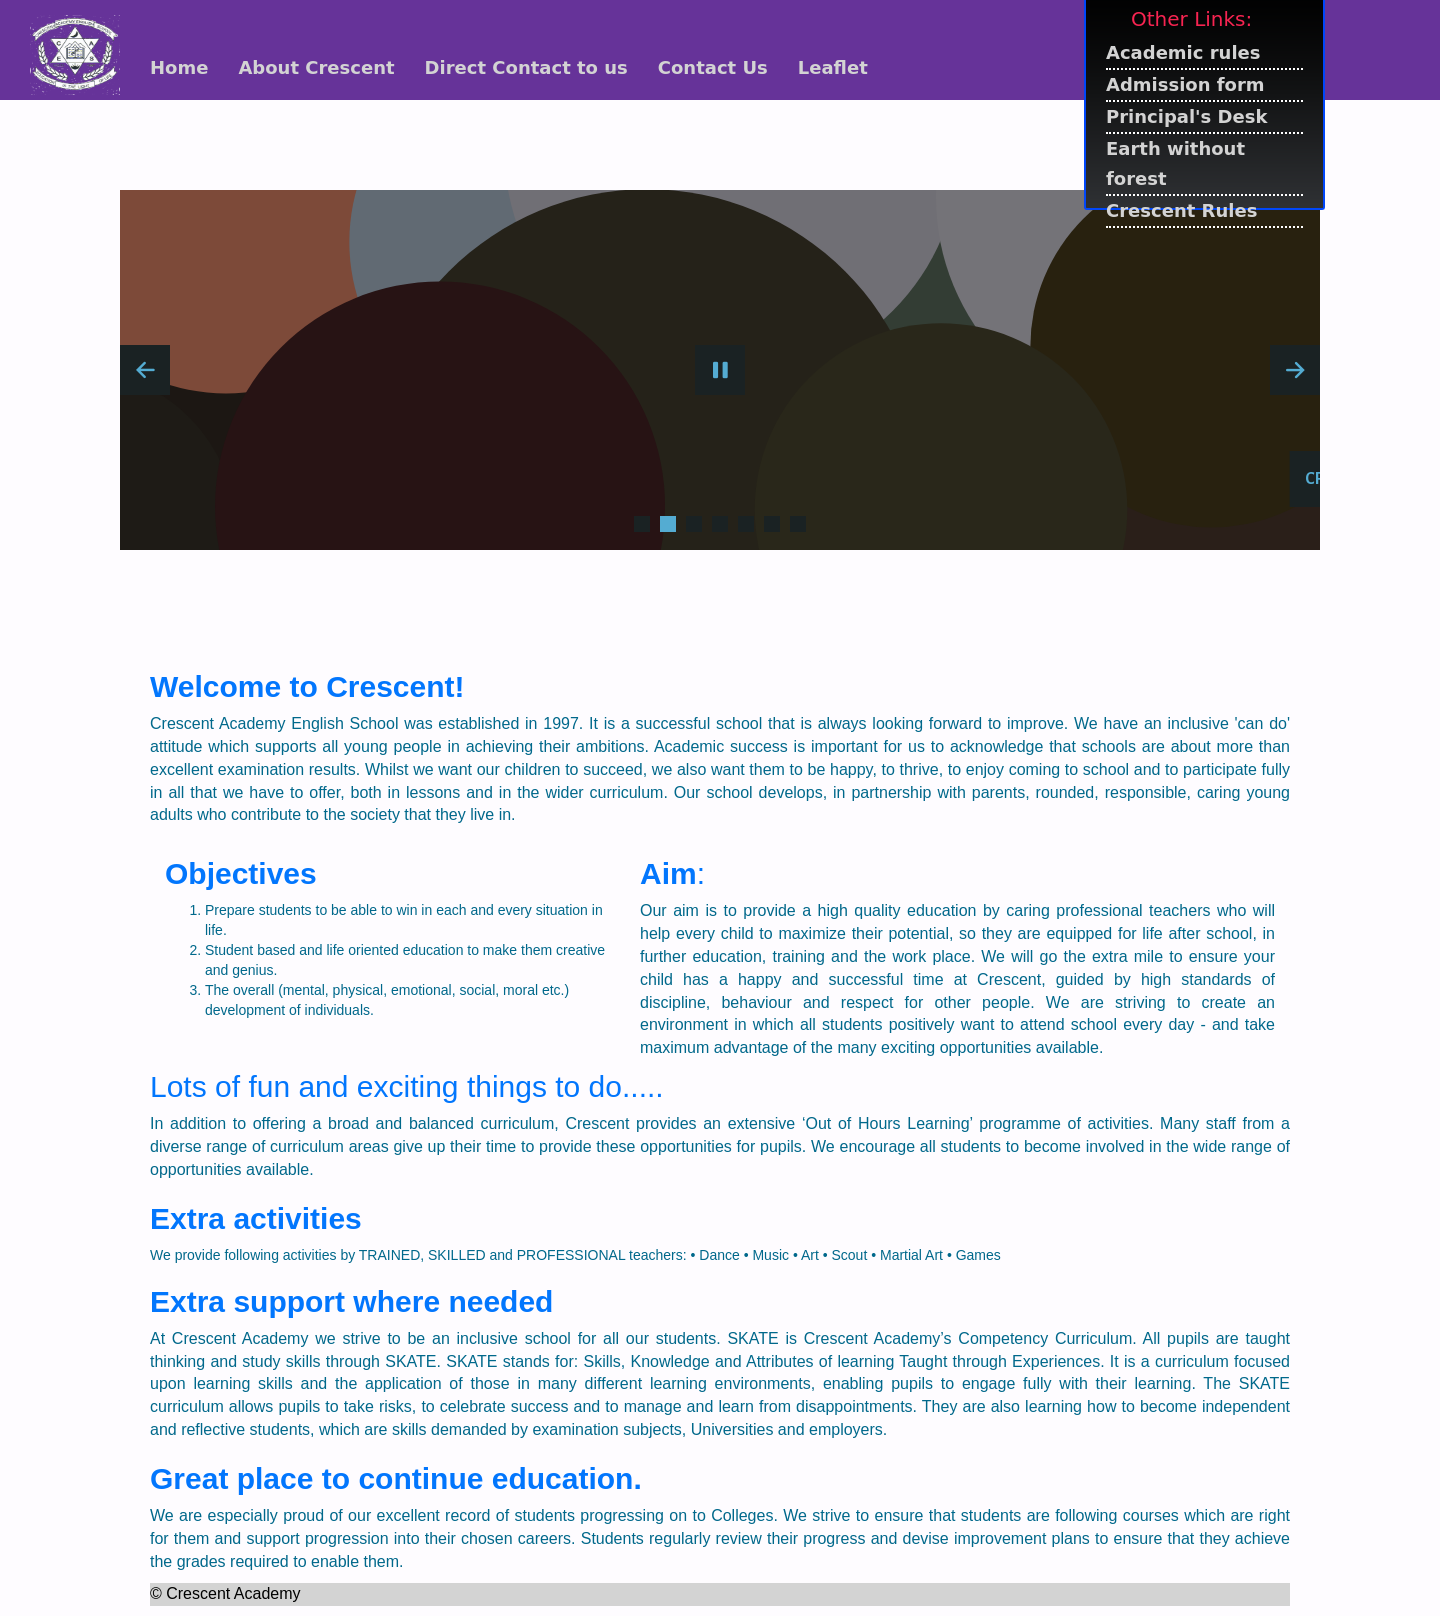 Home About Crescent Direct Contact to us Contact Us Leaflet
Other Links:
Academic rules
Admission form
Principal's Desk
Earth without
forest
Crescent Rules
Welcome to Crescent!
Crescent Academy English School was established in 1997. It is a successful school that is always looking forward to improve. We have an inclusive 'can do'
attitude which supports all young people in achieving their ambitions. Academic success is important for us to acknowledge that schools are about more than
excellent examination results. Whilst we want our children to succeed, we also want them to be happy, to thrive, to enjoy coming to school and to participate fully
in all that we have to offer, both in lessons and in the wider curriculum. Our school develops, in partnership with parents, rounded, responsible, caring young
adults who contribute to the society that they live in.
Objectives
1. Prepare students to be able to win in each and every situation in
life.
2. Student based and life oriented education to make them creative
and genius.
3. The overall (mental, physical, emotional, social, moral etc.)
development of individuals.
Aim:
Our aim is to provide a high quality education by caring professional teachers who will
help every child to maximize their potential, so they are equipped for life after school, in
further education, training and the work place. We will go the extra mile to ensure your
child has a happy and successful time at Crescent, guided by high standards of
discipline, behaviour and respect for other people. We are striving to create an
environment in which all students positively want to attend school every day - and take
maximum advantage of the many exciting opportunities available.
Lots of fun and exciting things to do.....
In addition to offering a broad and balanced curriculum, Crescent provides an extensive ‘Out of Hours Learning’ programme of activities. Many staff from a
diverse range of curriculum areas give up their time to provide these opportunities for pupils. We encourage all students to become involved in the wide range of
opportunities available.
Extra activities
We provide following activities by TRAINED, SKILLED and PROFESSIONAL teachers: • Dance • Music • Art • Scout • Martial Art • Games
Extra support where needed
At Crescent Academy we strive to be an inclusive school for all our students. SKATE is Crescent Academy’s Competency Curriculum. All pupils are taught
thinking and study skills through SKATE. SKATE stands for: Skills, Knowledge and Attributes of learning Taught through Experiences. It is a curriculum focused
upon learning skills and the application of those in many different learning environments, enabling pupils to engage fully with their learning. The SKATE
curriculum allows pupils to take risks, to celebrate success and to manage and learn from disappointments. They are also learning how to become independent
and reflective students, which are skills demanded by examination subjects, Universities and employers.
Great place to continue education.
We are especially proud of our excellent record of students progressing on to Colleges. We strive to ensure that students are following courses which are right
for them and support progression into their chosen careers. Students regularly review their progress and devise improvement plans to ensure that they achieve
the grades required to enable them.
© Crescent Academy